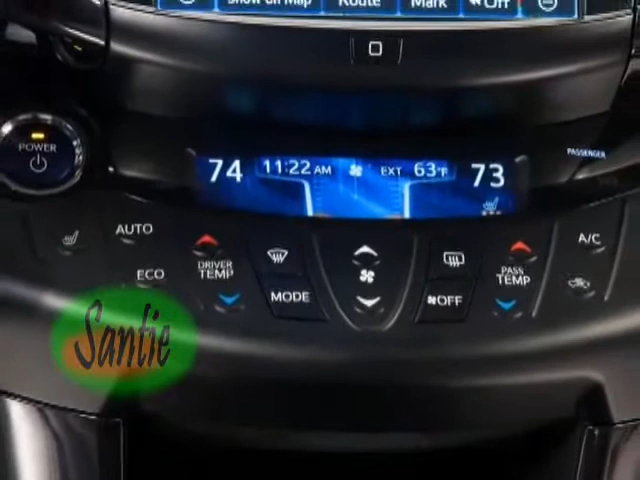 Show on Map Route Mark Off
POWER
PASSENGER
74 11:22 AM EXT 63°F 73
AUTO
ECO
DRIVER
TEMP
MODE
PASS
TEMP
OFF
A/C
Santie